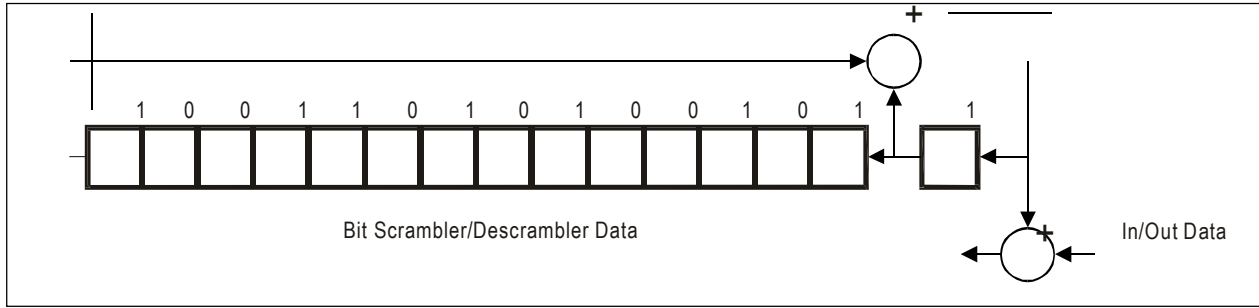 +
1 0 0 1 1 0 1 0 1 0 0 1 0 1 1
+
Bit Scrambler/Descrambler Data In/Out Data